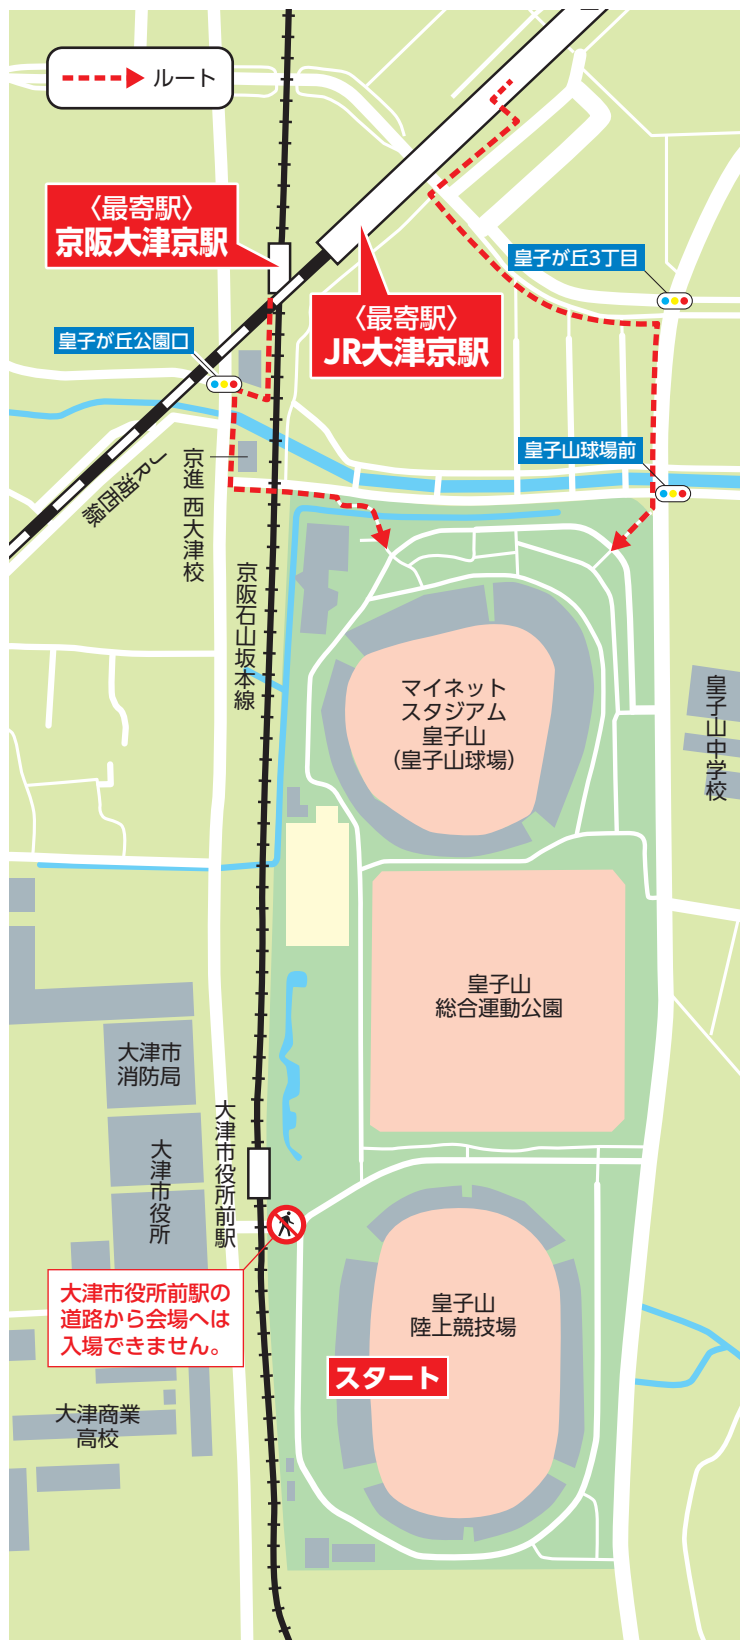 ルート
〈最寄駅〉
京阪大津京駅
皇子が丘3丁目
〈最寄駅〉
JR大津京駅
皇子が丘公園口
皇子山球場前
JR湖西線
京進 西大津校
京阪石山坂本線
マイネット
スタジアム
皇子山
(皇子山球場)
皇子山中学校
皇子山
総合運動公園
大津市
消防局
大津市役所
大津市役所前駅
大津市役所前駅の
道路から会場へは
入場できません。
皇子山
陸上競技場
スタート
大津商業
高校